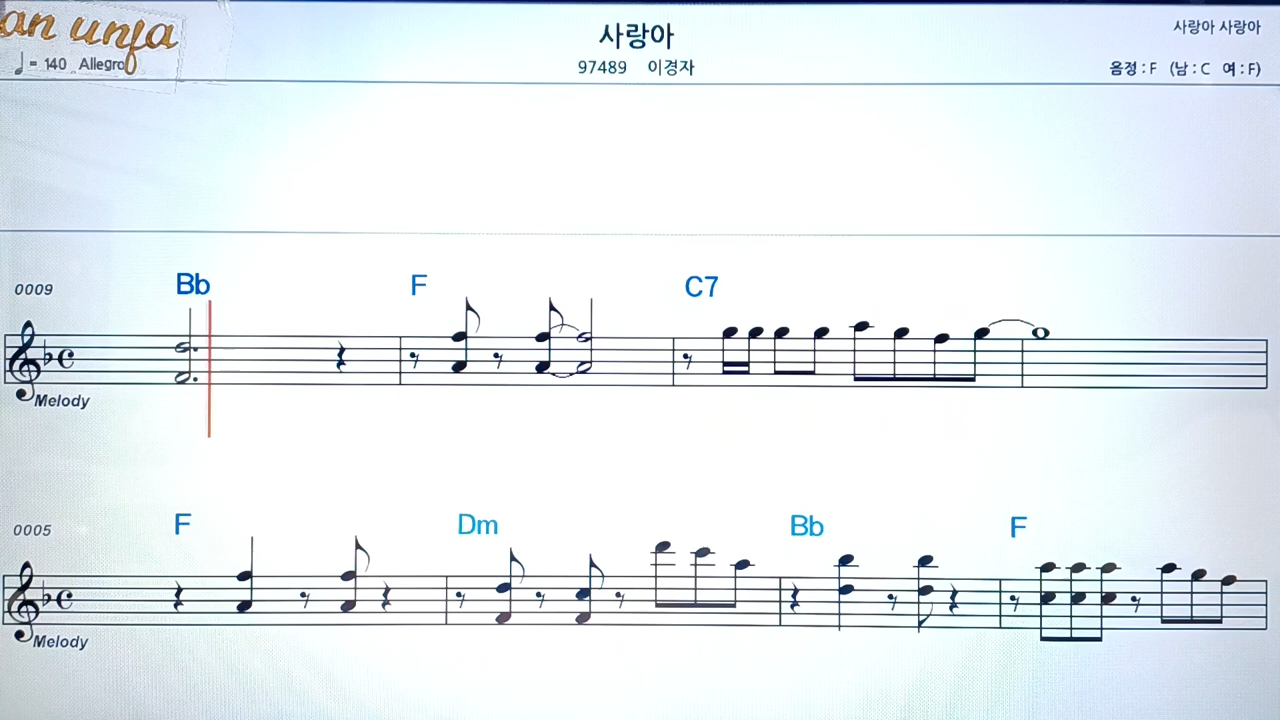 an unfa
♩ = 140 Allegro
사랑아
97489 이경자
사랑아 사랑아
음정 : F (남 : C 여 : F)
0009
Bb F C7
Melody
0005
F Dm Bb F
Melody